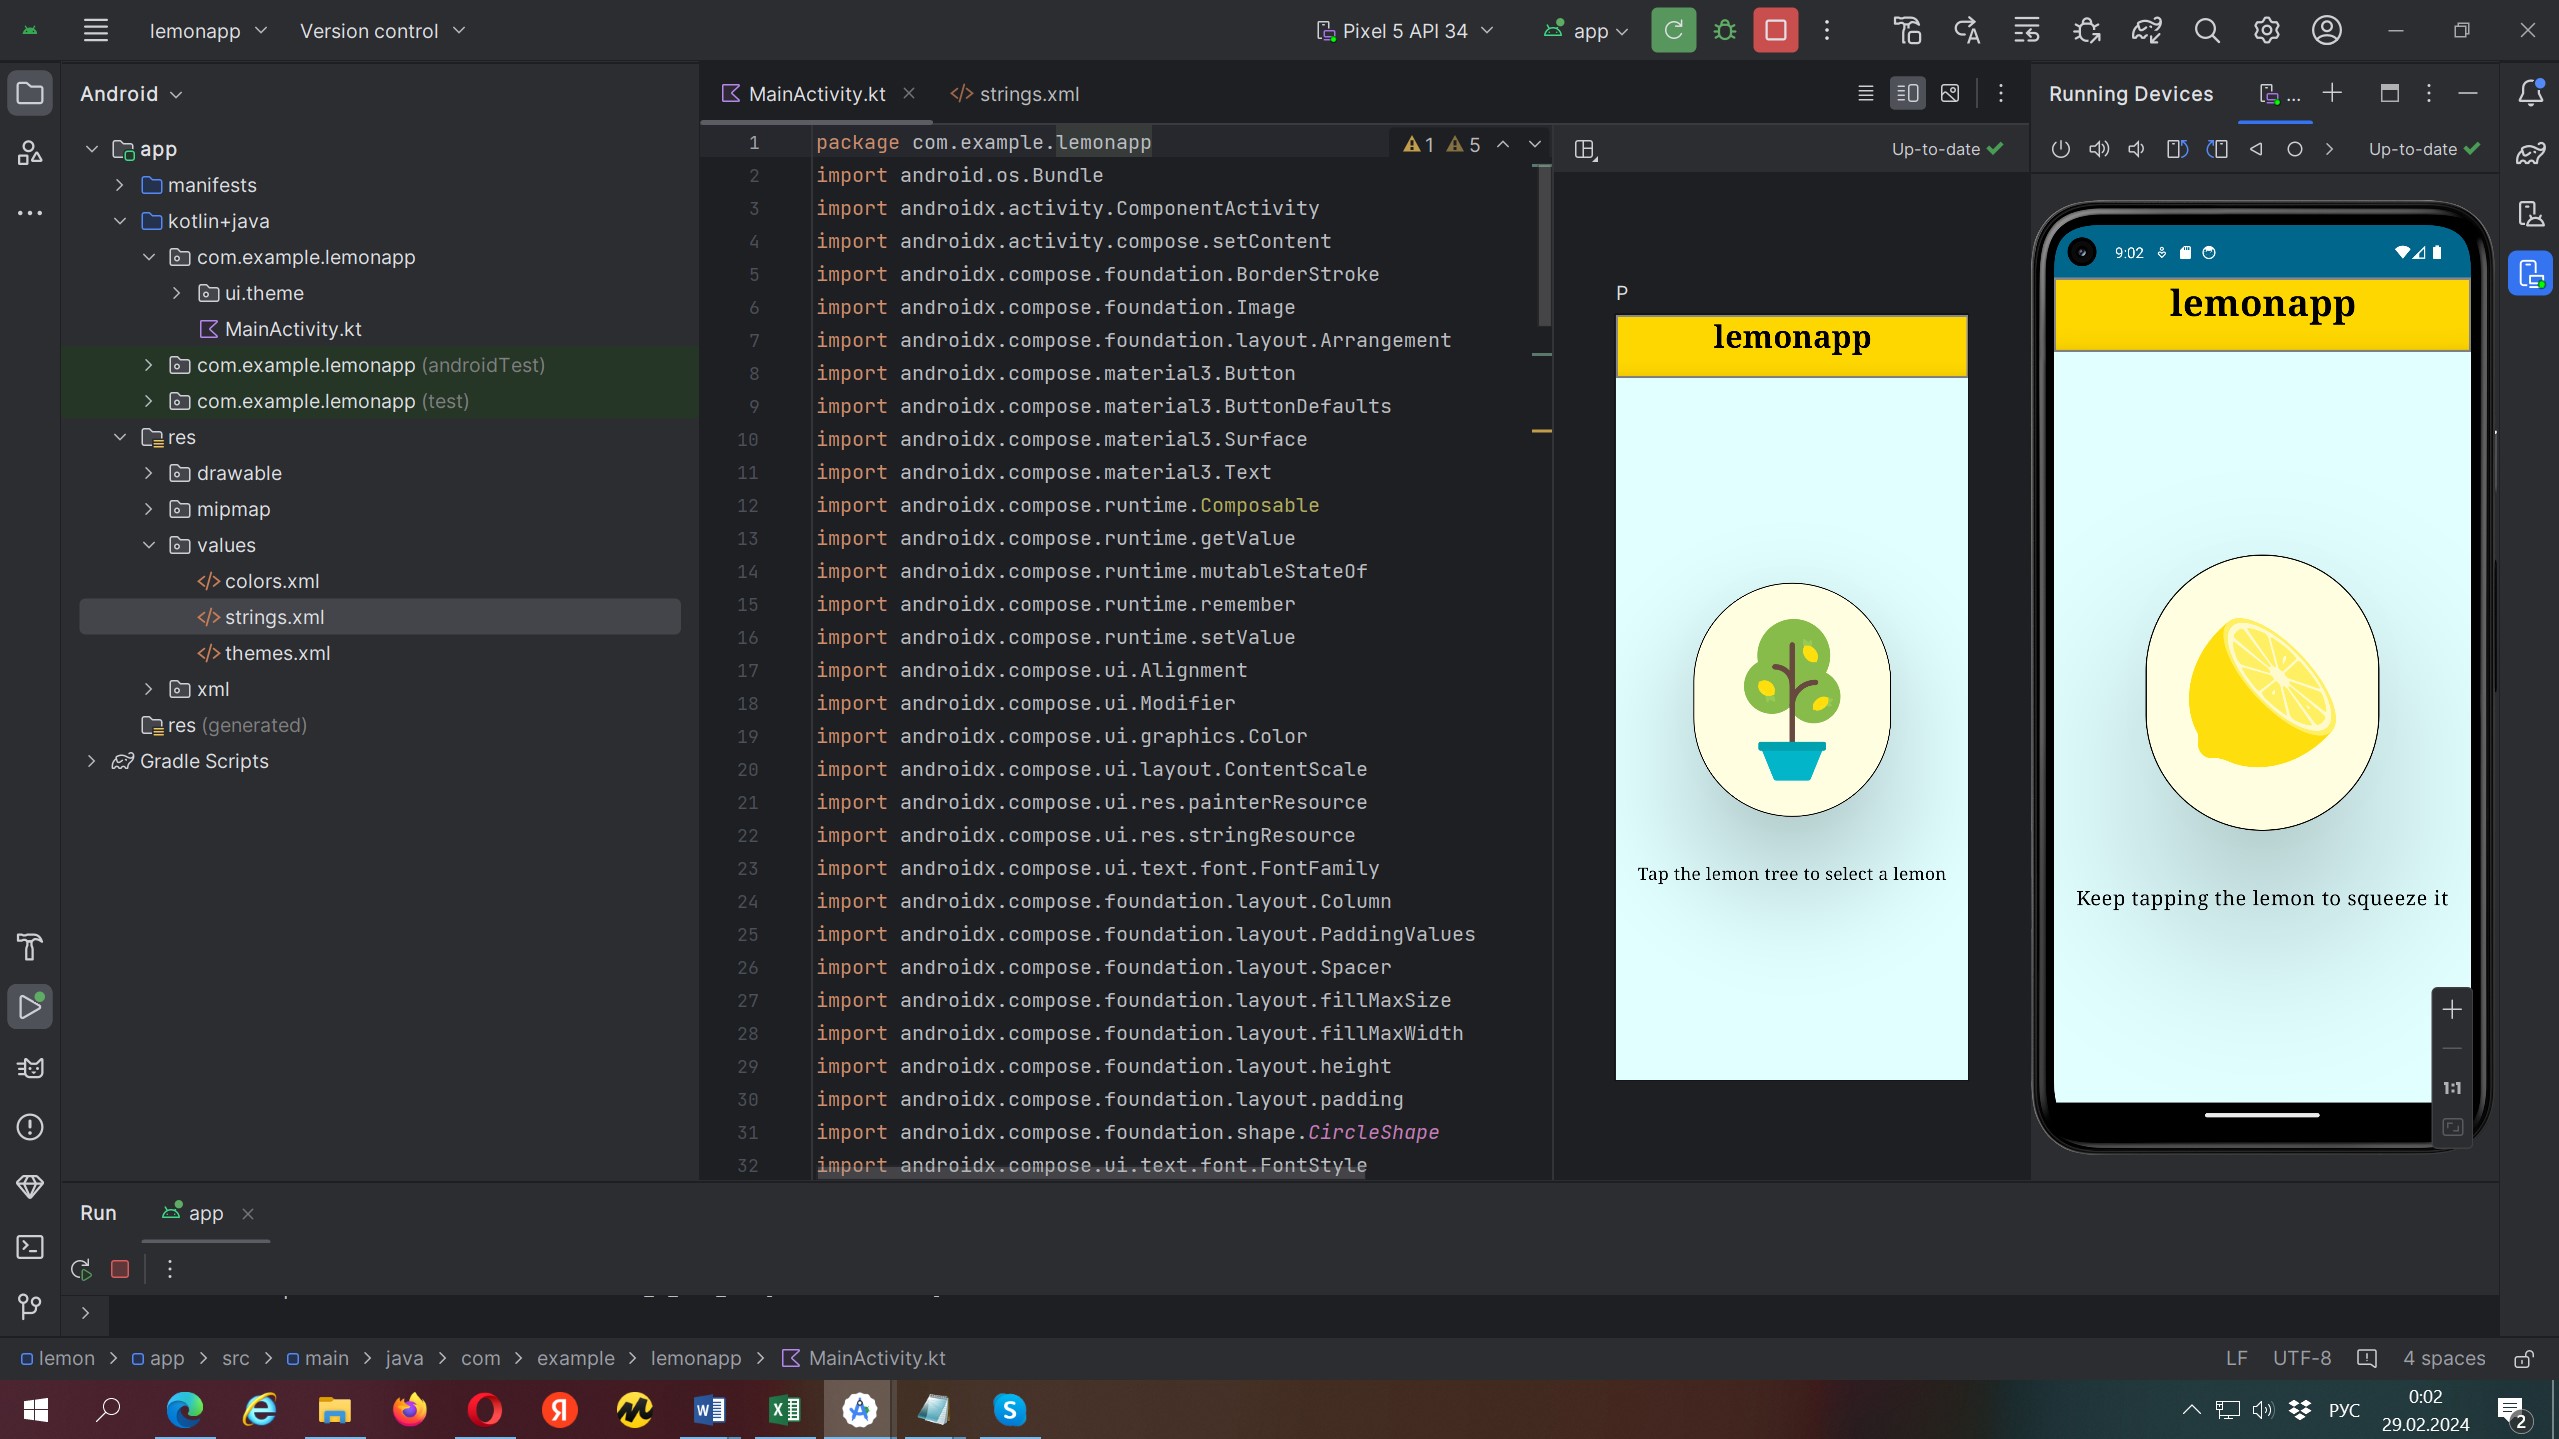 lemonapp
Version control
Pixel 5 API 34
app
Android
MainActivity.kt
strings.xml
Running Devices
...
app
manifests
kotlin+java
com.example.lemonapp
ui.theme
MainActivity.kt
com.example.lemonapp (androidTest)
com.example.lemonapp (test)
res
drawable
mipmap
values
colors.xml
strings.xml
themes.xml
xml
res (generated)
Gradle Scripts
1 package com.example.lemonapp
2 import android.os.Bundle
3 import androidx.activity.ComponentActivity
4 import androidx.activity.compose.setContent
5 import androidx.compose.foundation.BorderStroke
6 import androidx.compose.foundation.Image
7 import androidx.compose.foundation.layout.Arrangement
8 import androidx.compose.material3.Button
9 import androidx.compose.material3.ButtonDefaults
10 import androidx.compose.material3.Surface
11 import androidx.compose.material3.Text
12 import androidx.compose.runtime.Composable
13 import androidx.compose.runtime.getValue
14 import androidx.compose.runtime.mutableStateOf
15 import androidx.compose.runtime.remember
16 import androidx.compose.runtime.setValue
17 import androidx.compose.ui.Alignment
18 import androidx.compose.ui.Modifier
19 import androidx.compose.ui.graphics.Color
20 import androidx.compose.ui.layout.ContentScale
21 import androidx.compose.ui.res.painterResource
22 import androidx.compose.ui.res.stringResource
23 import androidx.compose.ui.text.font.FontFamily
24 import androidx.compose.foundation.layout.Column
25 import androidx.compose.foundation.layout.PaddingValues
26 import androidx.compose.foundation.layout.Spacer
27 import androidx.compose.foundation.layout.fillMaxSize
28 import androidx.compose.foundation.layout.fillMaxWidth
29 import androidx.compose.foundation.layout.height
30 import androidx.compose.foundation.layout.padding
31 import androidx.compose.foundation.shape.CircleShape
32 import androidx.compose.ui.text.font.FontStyle
1 5
Up-to-date
P
lemonapp
Tap the lemon tree to select a lemon
Up-to-date
9:02
lemonapp
Keep tapping the lemon to squeeze it
1:1
Run
app
lemon > app > src > main > java > com > example > lemonapp > MainActivity.kt
LF
UTF-8
4 spaces
РУС
0:02
29.02.2024
2